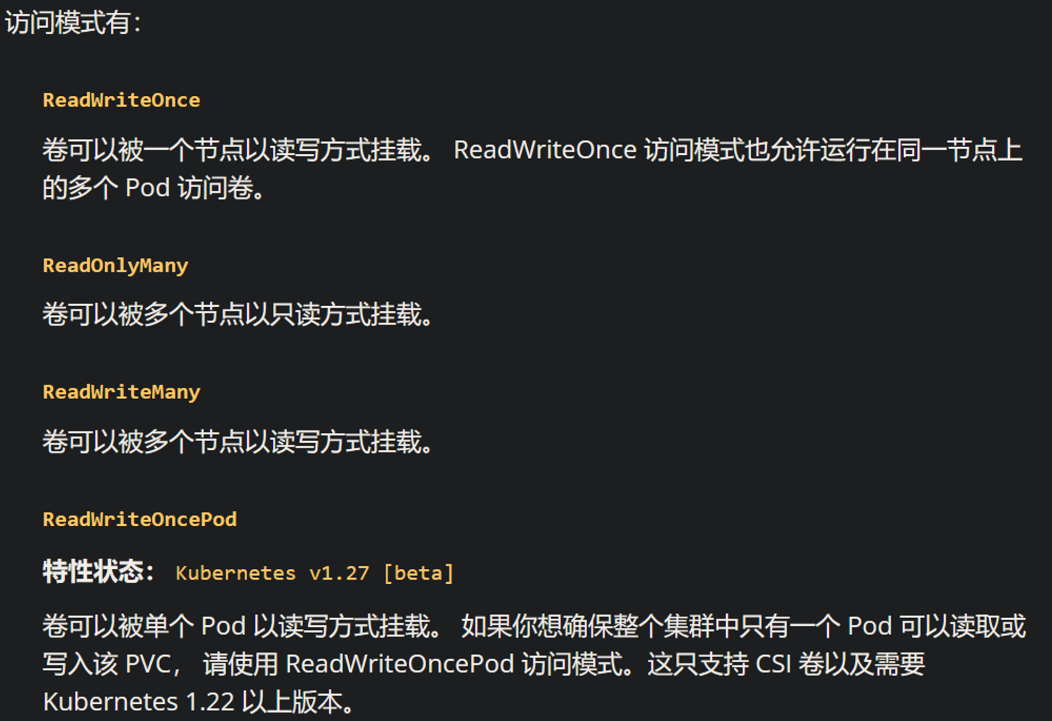 访问模式有：
ReadWriteOnce
卷可以被一个节点以读写方式挂载。 ReadWriteOnce 访问模式也允许运行在同一节点上
的多个 Pod 访问卷。
ReadOnlyMany
卷可以被多个节点以只读方式挂载。
ReadWriteMany
卷可以被多个节点以读写方式挂载。
ReadWriteOncePod
特性状态： Kubernetes v1.27 [beta]
卷可以被单个 Pod 以读写方式挂载。 如果你想确保整个集群中只有一个 Pod 可以读取或
写入该 PVC， 请使用 ReadWriteOncePod 访问模式。这只支持 CSI 卷以及需要
Kubernetes 1.22 以上版本。